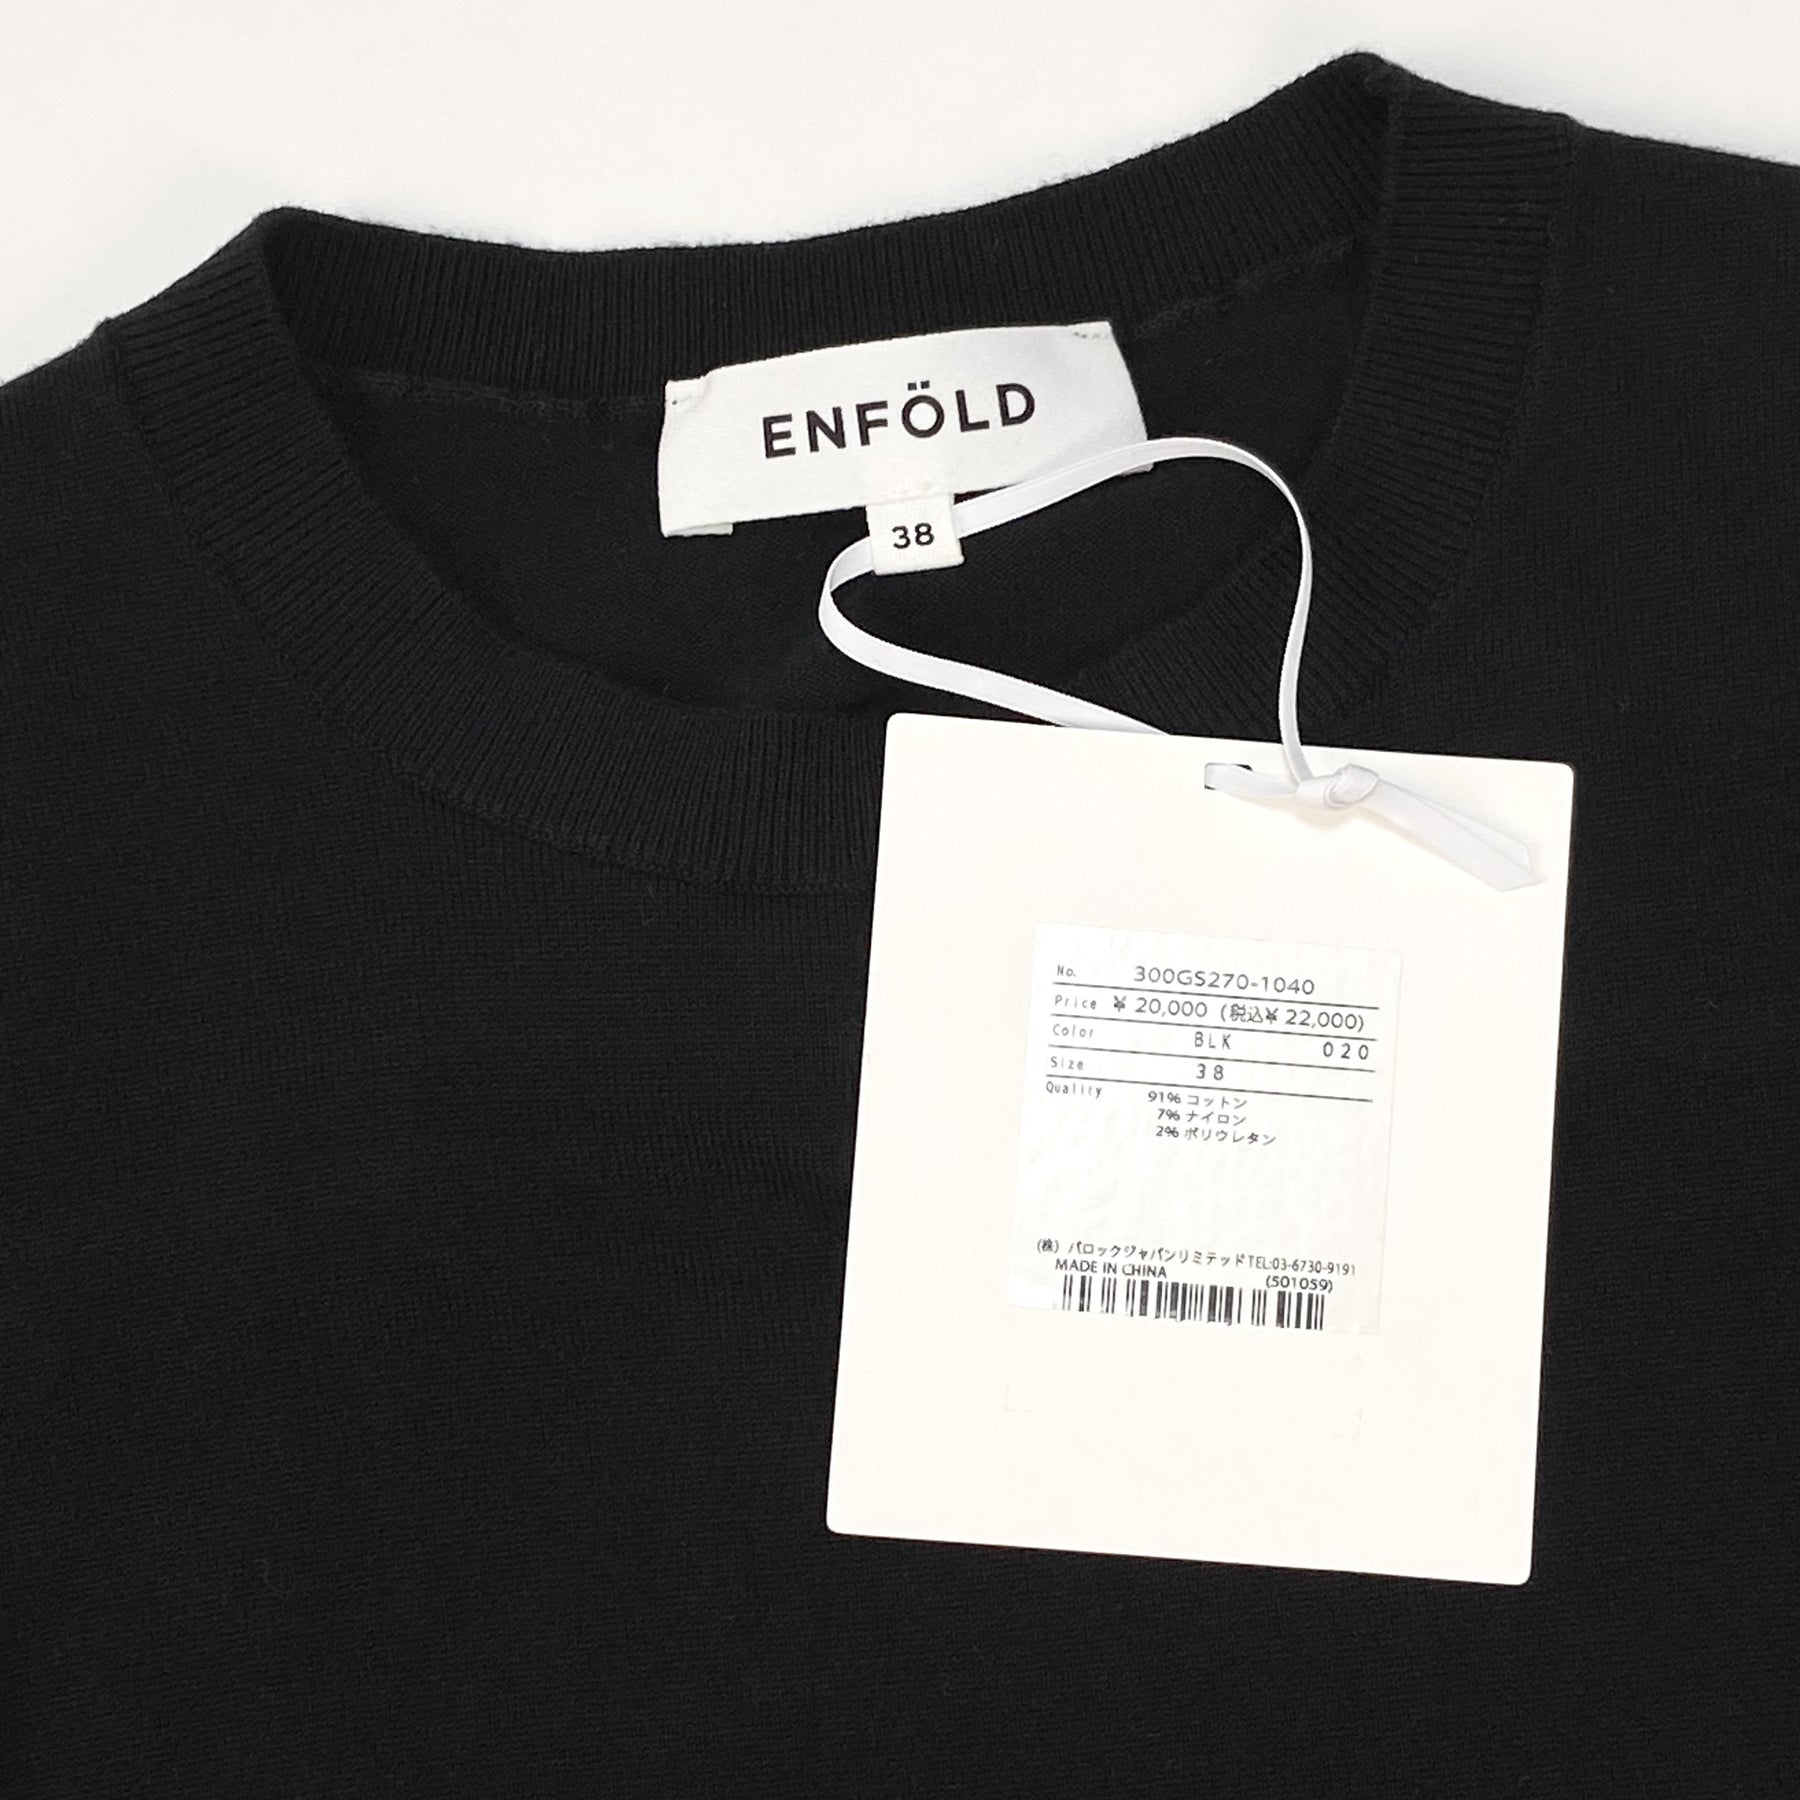 ENFÖLD
38
No. 300GS270-1040
Price ¥ 20,000 (税込¥ 22,000)
Color BLK 020
Size 38
Quality 91% コットン
7% ナイロン
2% ポリウレタン
(株) バロックジャパンリミテッド TEL:03-6730-9191
MADE IN CHINA (501059)